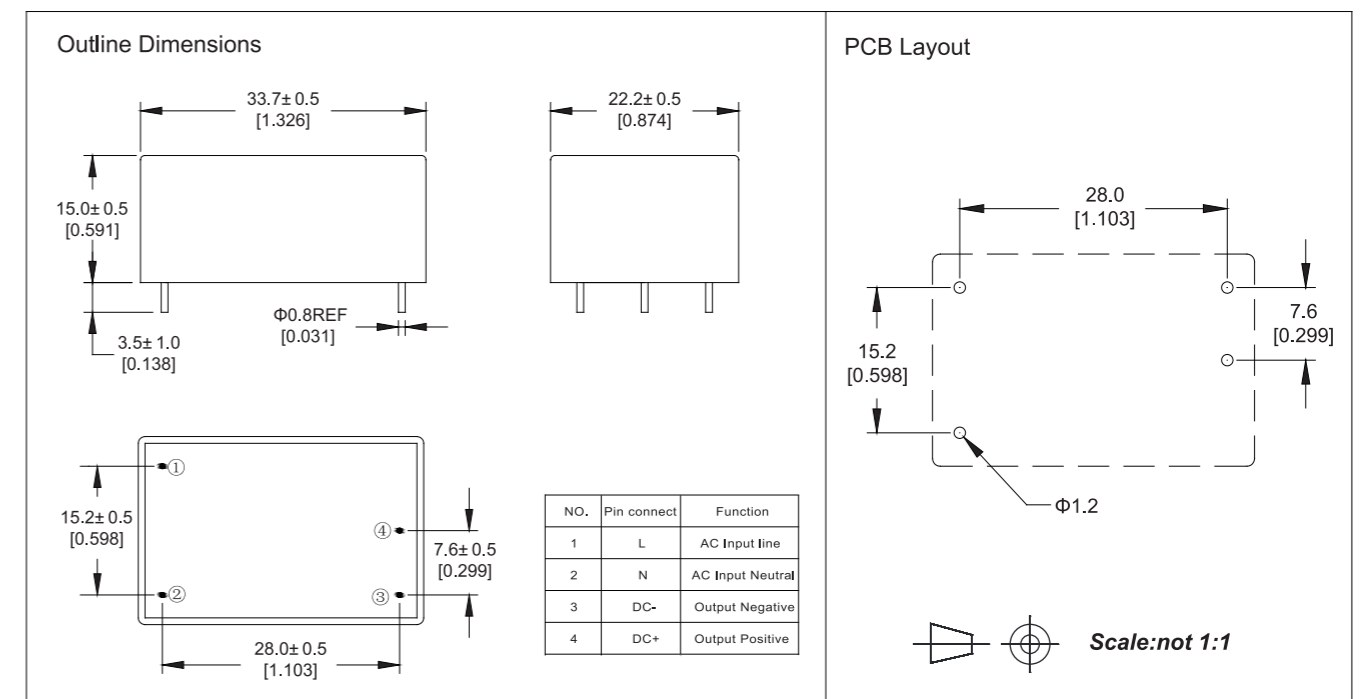 Outline Dimensions
33.7± 0.5
[1.326]
22.2± 0.5
[0.874]
15.0± 0.5
[0.591]
3.5± 1.0
[0.138]
Φ0.8REF
[0.031]
①
②
③
④
15.2± 0.5
[0.598]
7.6± 0.5
[0.299]
28.0± 0.5
[1.103]
NO. Pin connect Function
1 L AC Input line
2 N AC Input Neutral
3 DC- Output Negative
4 DC+ Output Positive
PCB Layout
28.0
[1.103]
15.2
[0.598]
7.6
[0.299]
Φ1.2
Scale:not 1:1